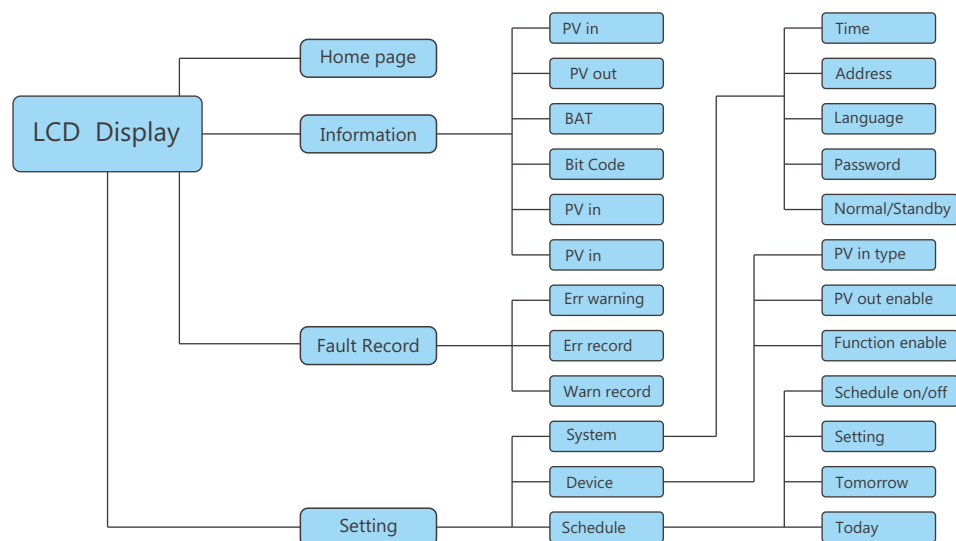 LCD Display
Home page
Information
PV in
PV out
BAT
Bit Code
PV in
PV in
Fault Record
Err warning
Err record
Warn record
Setting
System
Time
Address
Language
Password
Normal/Standby
Device
PV in type
PV out enable
Function enable
Schedule
Schedule on/off
Setting
Tomorrow
Today